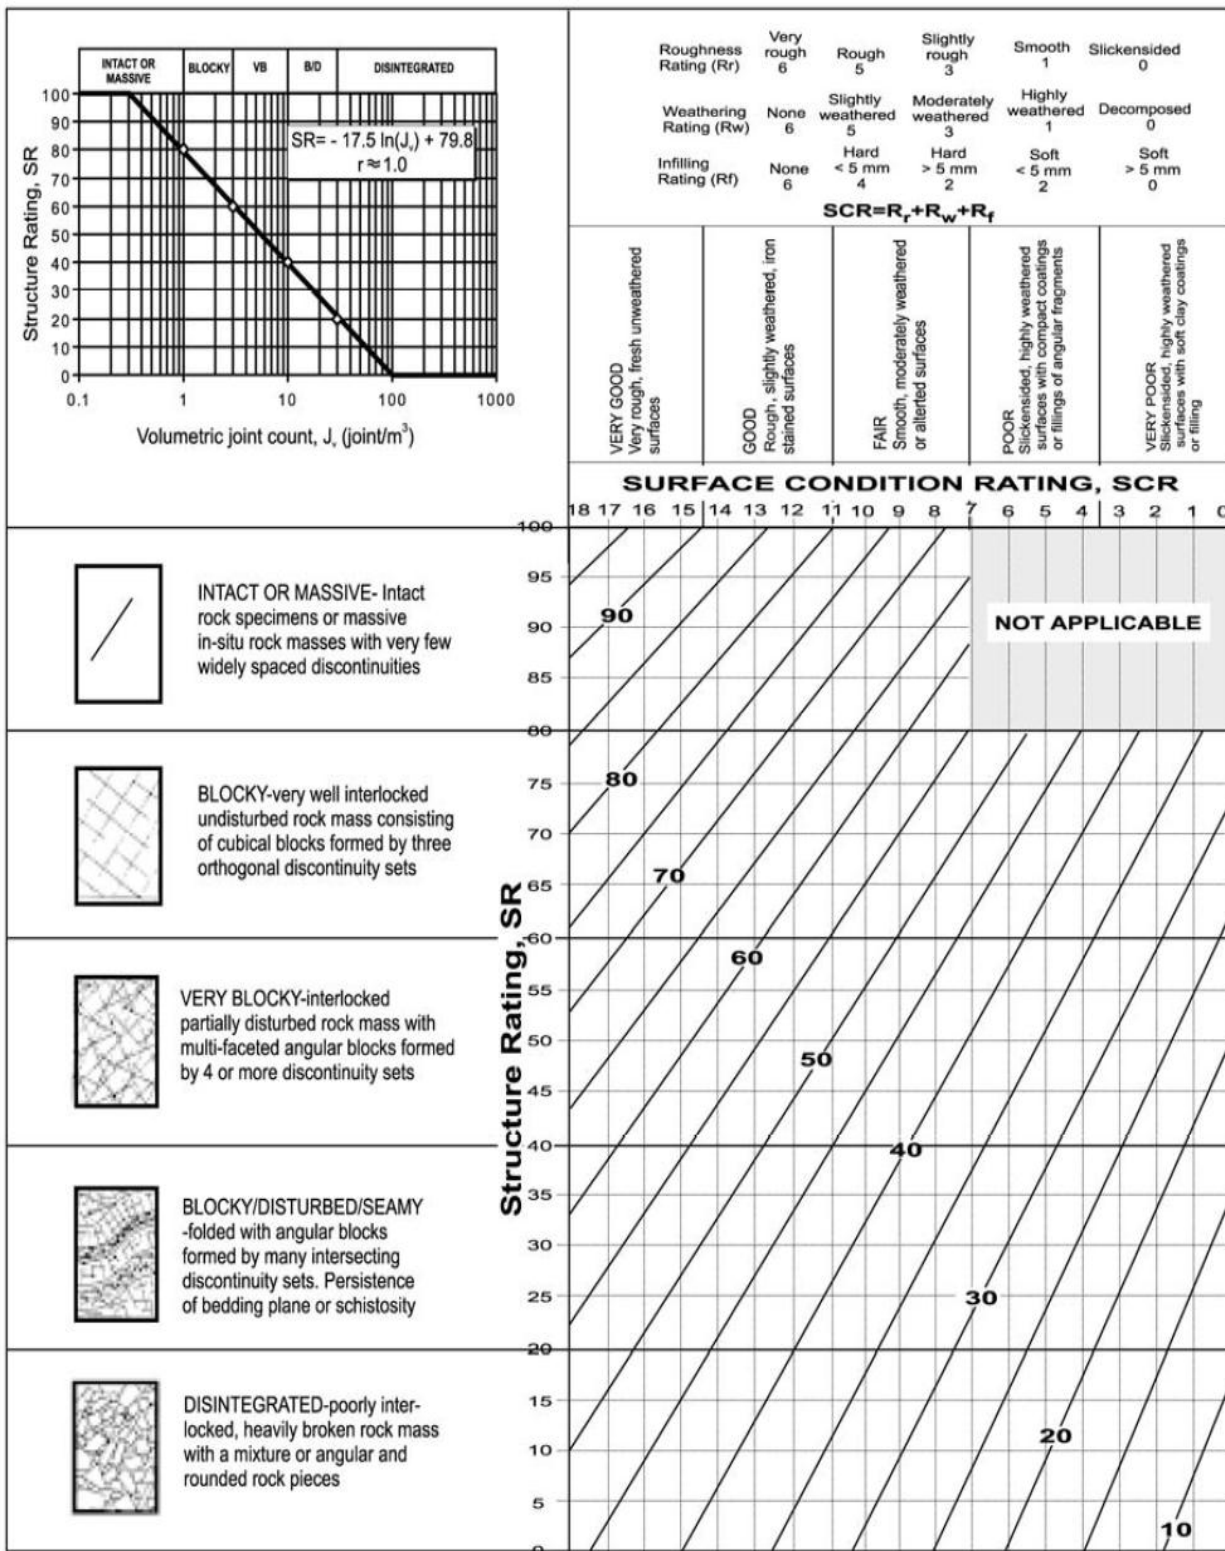 INTACT OR
MASSIVE
BLOCKY
VB
B/D
DISINTEGRATED
100
90
80
70
60
50
40
30
20
10
0
Structure Rating, SR
SR= - 17.5 ln(Jᵥ) + 79.8
r ≈ 1.0
0.1 1 10 100 1000
Volumetric joint count, Jᵥ (joint/m³)
Roughness
Rating (Rr)
Very
rough
6
Rough
5
Slightly
rough
3
Smooth
1
Slickensided
0
Weathering
Rating (Rw)
None
6
Slightly
weathered
5
Moderately
weathered
3
Highly
weathered
1
Decomposed
0
Infilling
Rating (Rf)
None
6
Hard
< 5 mm
4
Hard
> 5 mm
2
Soft
< 5 mm
2
Soft
> 5 mm
0
SCR=Rᵣ+R_w+R_f
VERY GOOD
Very rough, fresh unweathered
surfaces
GOOD
Rough, slightly weathered, iron
stained surfaces
FAIR
Smooth, moderately weathered
or alterted surfaces
POOR
Slickensided, highly weathered
surfaces with compact coatings
or fillings of angular fragments
VERY POOR
Slickensided, highly weathered
surfaces with soft clay coatings
or filling
SURFACE CONDITION RATING, SCR
18 17 16 15 14 13 12 11 10 9 8 7 6 5 4 3 2 1 0
INTACT OR MASSIVE- Intact
rock specimens or massive
in-situ rock masses with very few
widely spaced discontinuities
BLOCKY-very well interlocked
undisturbed rock mass consisting
of cubical blocks formed by three
orthogonal discontinuity sets
VERY BLOCKY-interlocked
partially disturbed rock mass with
multi-faceted angular blocks formed
by 4 or more discontinuity sets
BLOCKY/DISTURBED/SEAMY
-folded with angular blocks
formed by many intersecting
discontinuity sets. Persistence
of bedding plane or schistosity
DISINTEGRATED-poorly inter-
locked, heavily broken rock mass
with a mixture or angular and
rounded rock pieces
Structure Rating, SR
100
95
90
85
80
75
70
65
60
55
50
45
40
35
30
25
20
15
10
5
0
NOT APPLICABLE
90
80
70
60
50
40
30
20
10